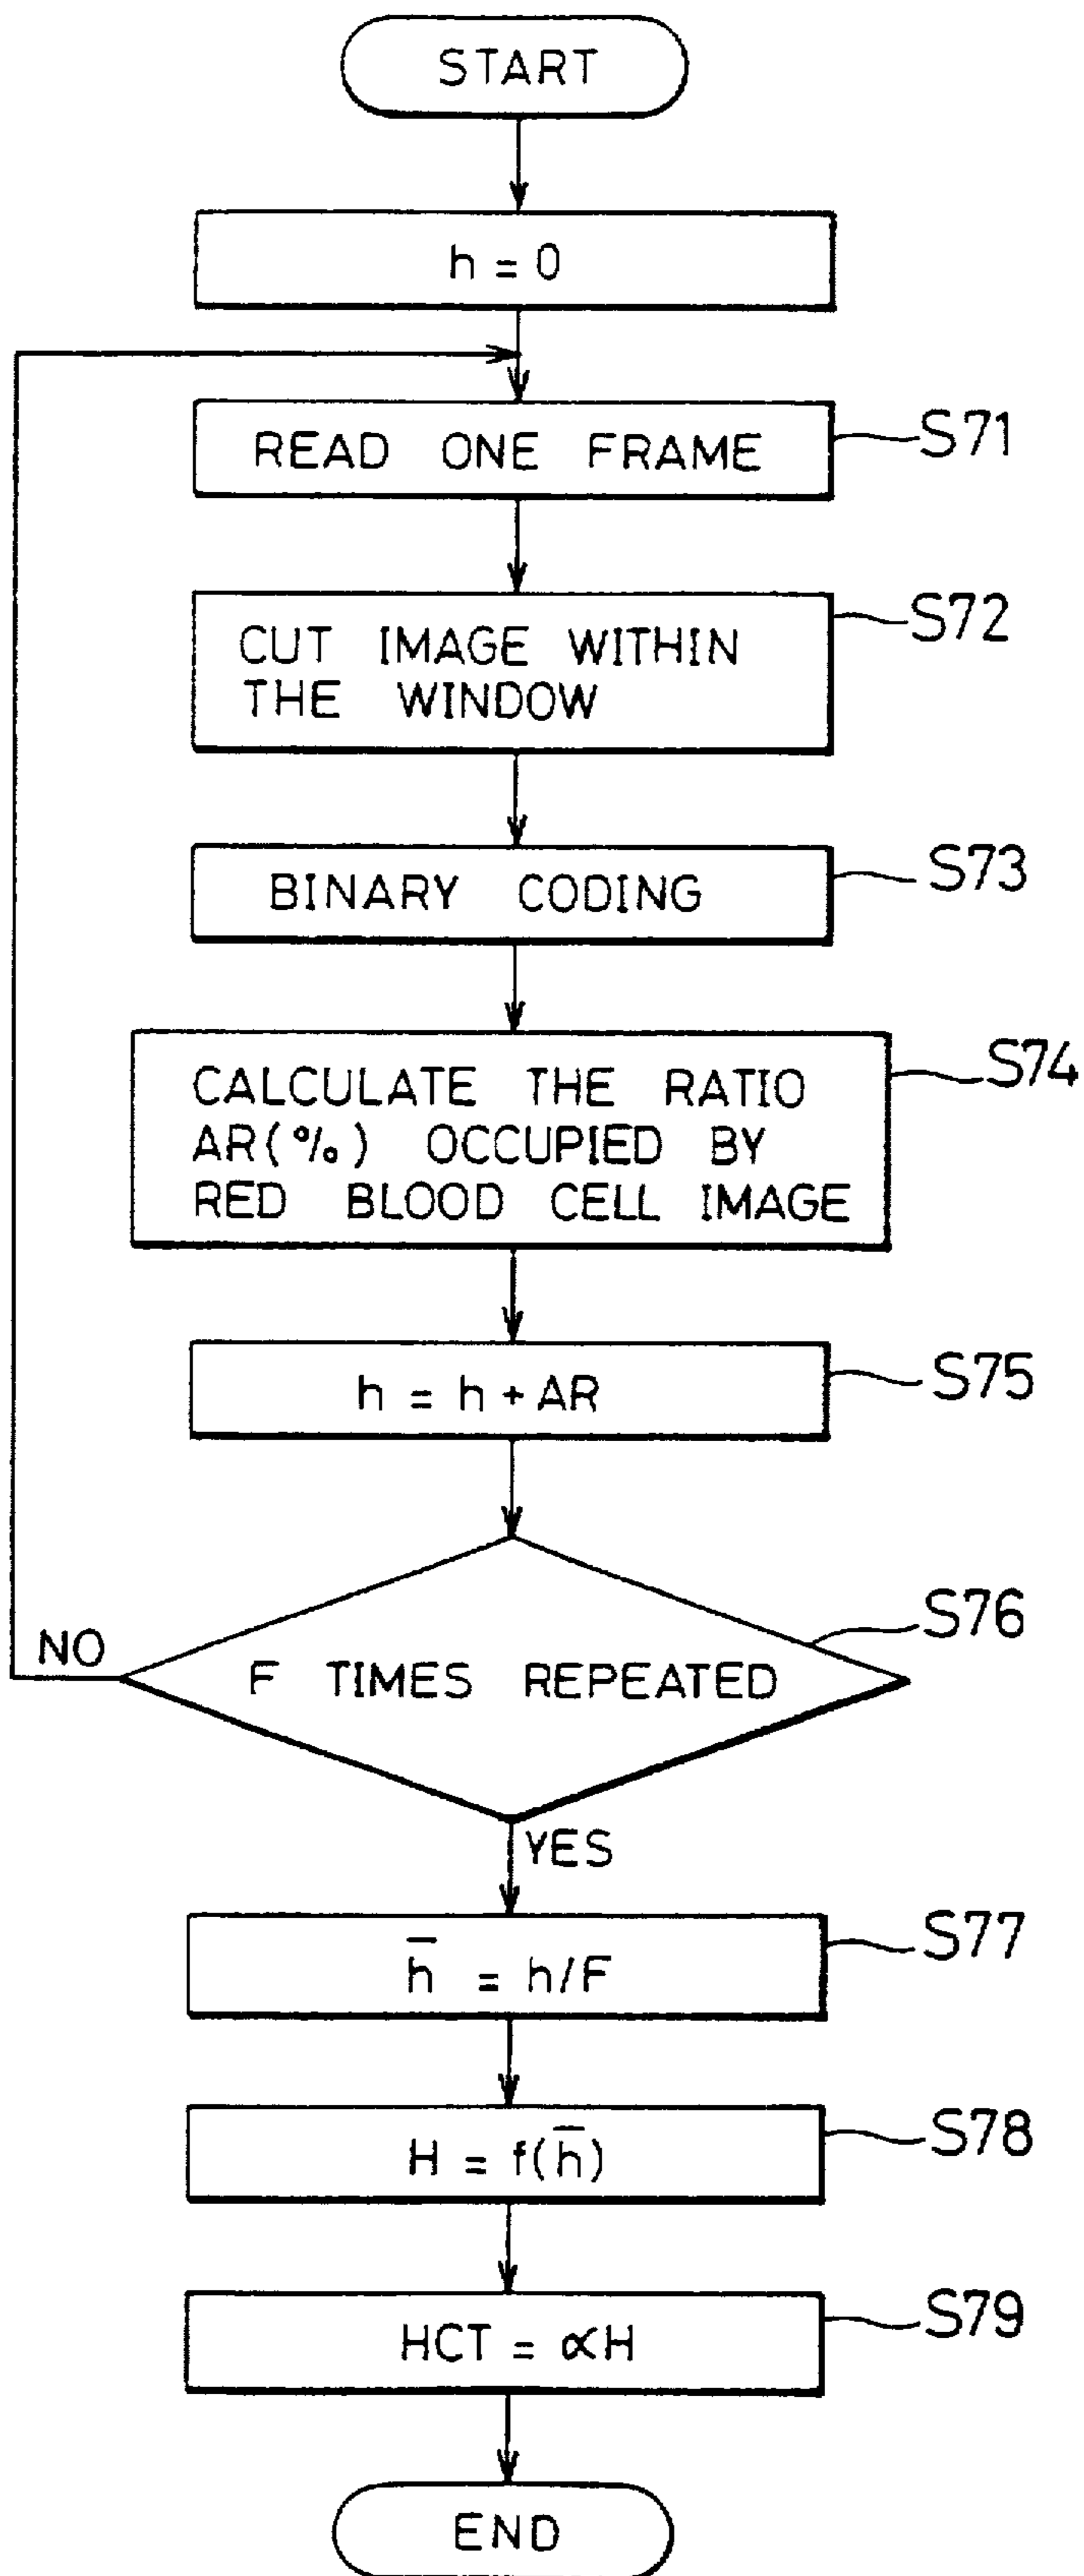 START
h = 0
READ ONE FRAME
S71
CUT IMAGE WITHIN
THE WINDOW
S72
BINARY CODING
S73
CALCULATE THE RATIO
AR(%) OCCUPIED BY
RED BLOOD CELL IMAGE
S74
h = h + AR
S75
F TIMES REPEATED
S76
NO
YES
h̄ = h/F
S77
H = f(h̄)
S78
HCT = αH
S79
END